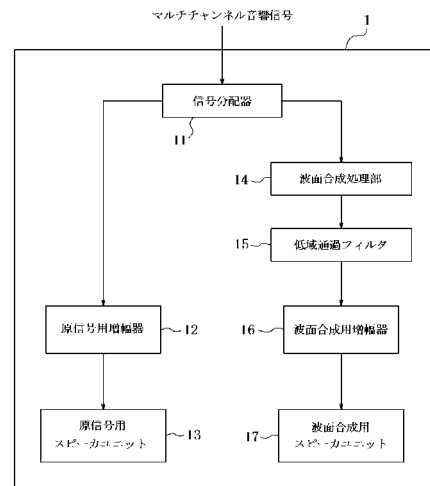 マルチチャンネル音響信号
1
信号分配器
11
14
波面合成処理部
15
低域通過フィルタ
原信号用増幅器
12
16
波面合成用増幅器
原信号用
スピーカユニット
13
17
波面合成用
スピーカユニット